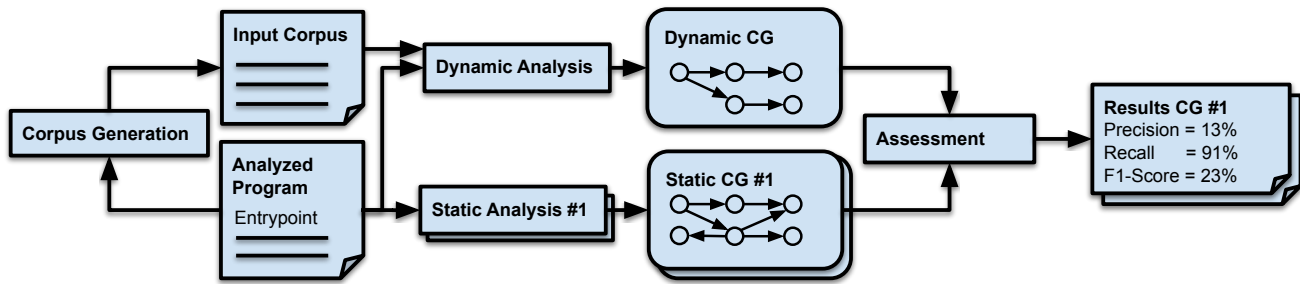 Input Corpus
Dynamic Analysis
Dynamic CG
Corpus Generation
Assessment
Results CG #1
Precision = 13%
Recall = 91%
F1-Score = 23%
Analyzed
Program
Entrypoint
Static Analysis #1
Static CG #1